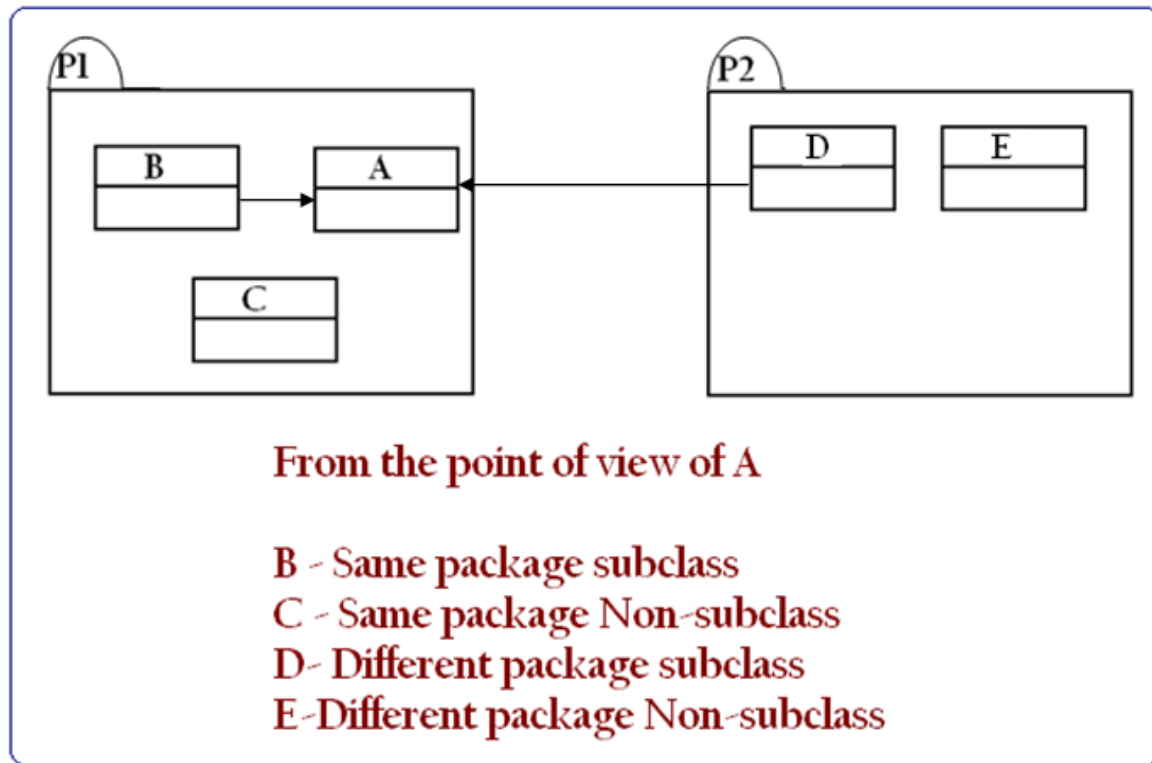 P1
P2
B
A
D
E
C
From the point of view of A
B - Same package subclass
C - Same package Non-subclass
D- Different package subclass
E-Different package Non-subclass